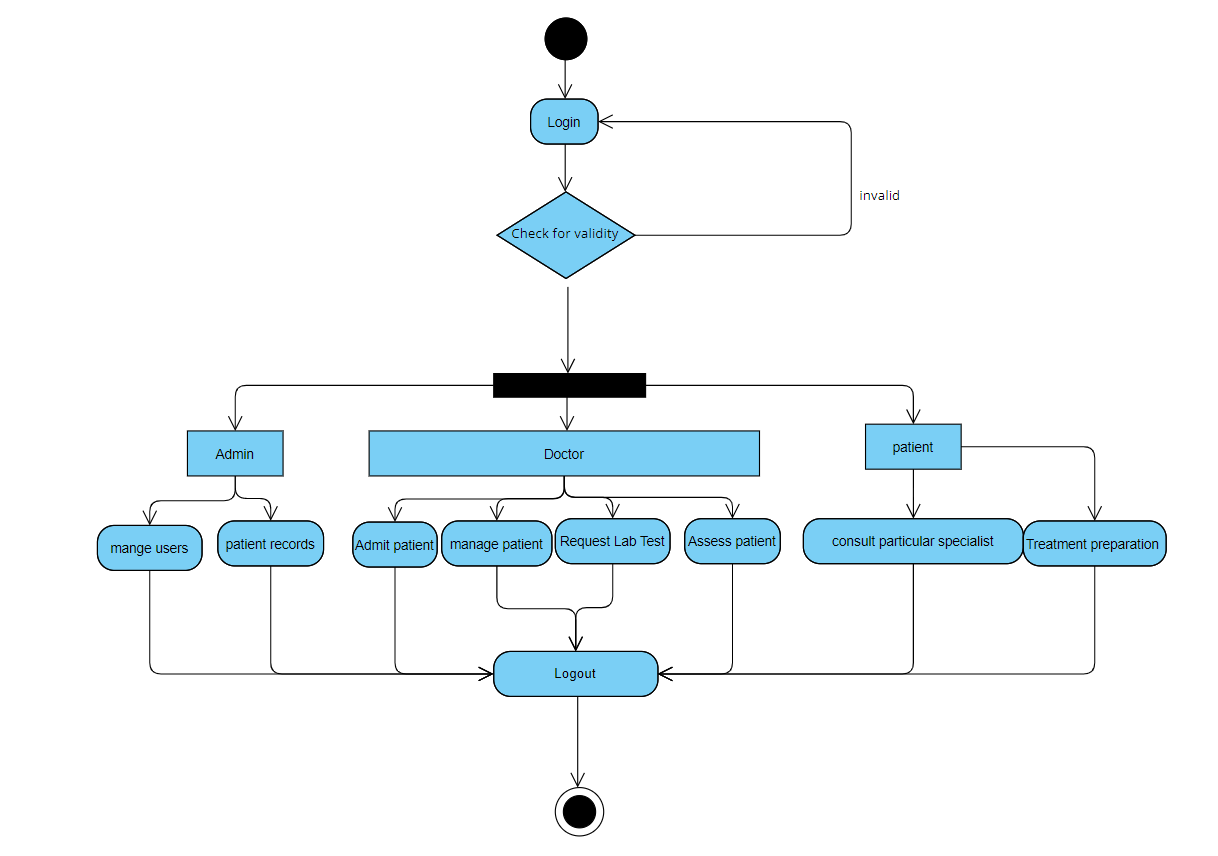 Login
invalid
Check for validity
Admin
Doctor
patient
mange users
patient records
Admit patient
manage patient
Request Lab Test
Assess patient
consult particular specialist
Treatment preparation
Logout